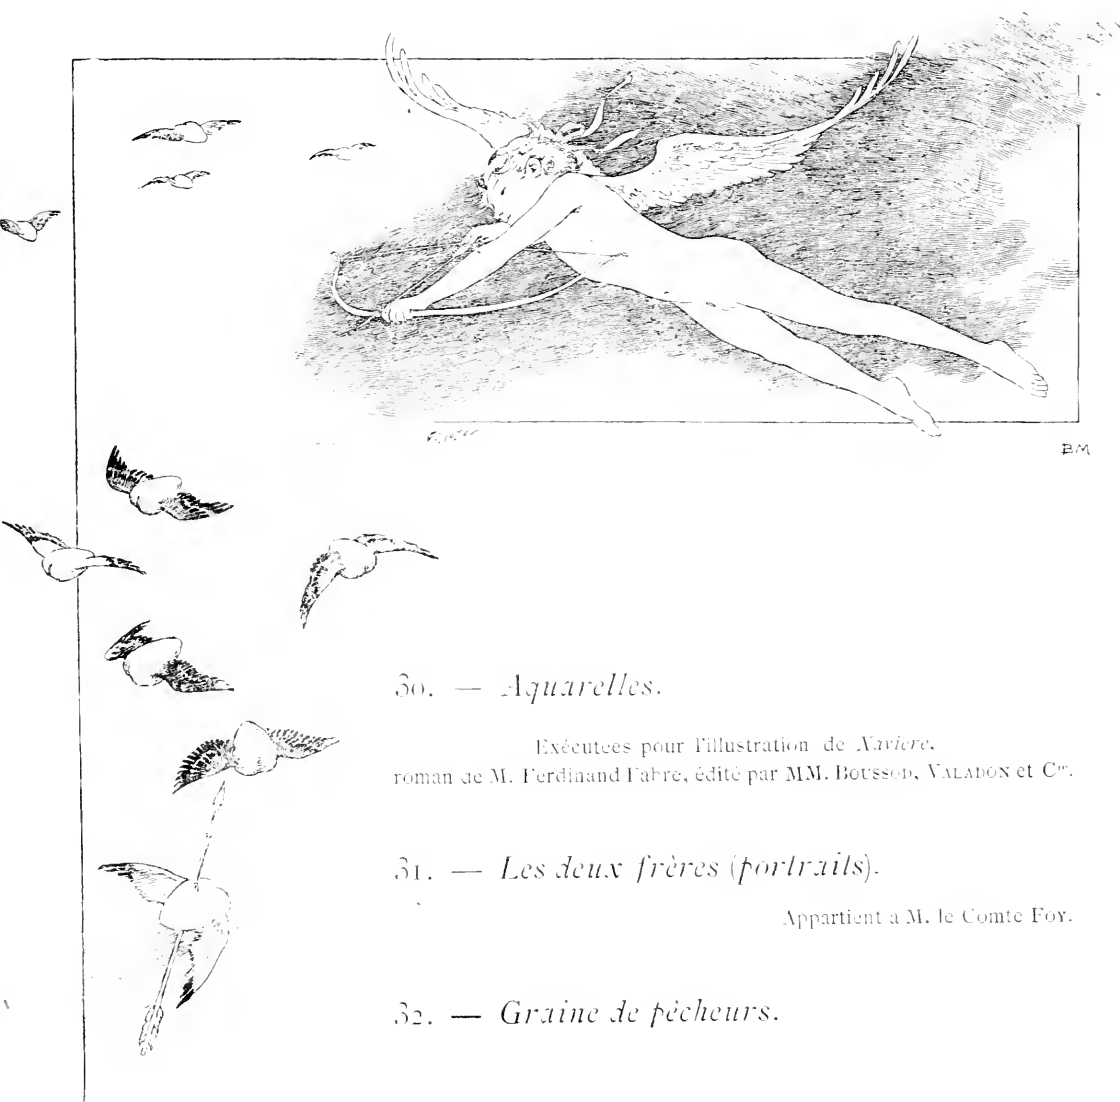 BM
30. — Aquarelles.
Exécutées pour l'illustration de Xavière,
roman de M. Ferdinand Fabre, édité par MM. Boussod, Valadon et Cie.
31. — Les deux frères (portraits).
Appartient à M. le Comte Foy.
32. — Graine de pêcheurs.